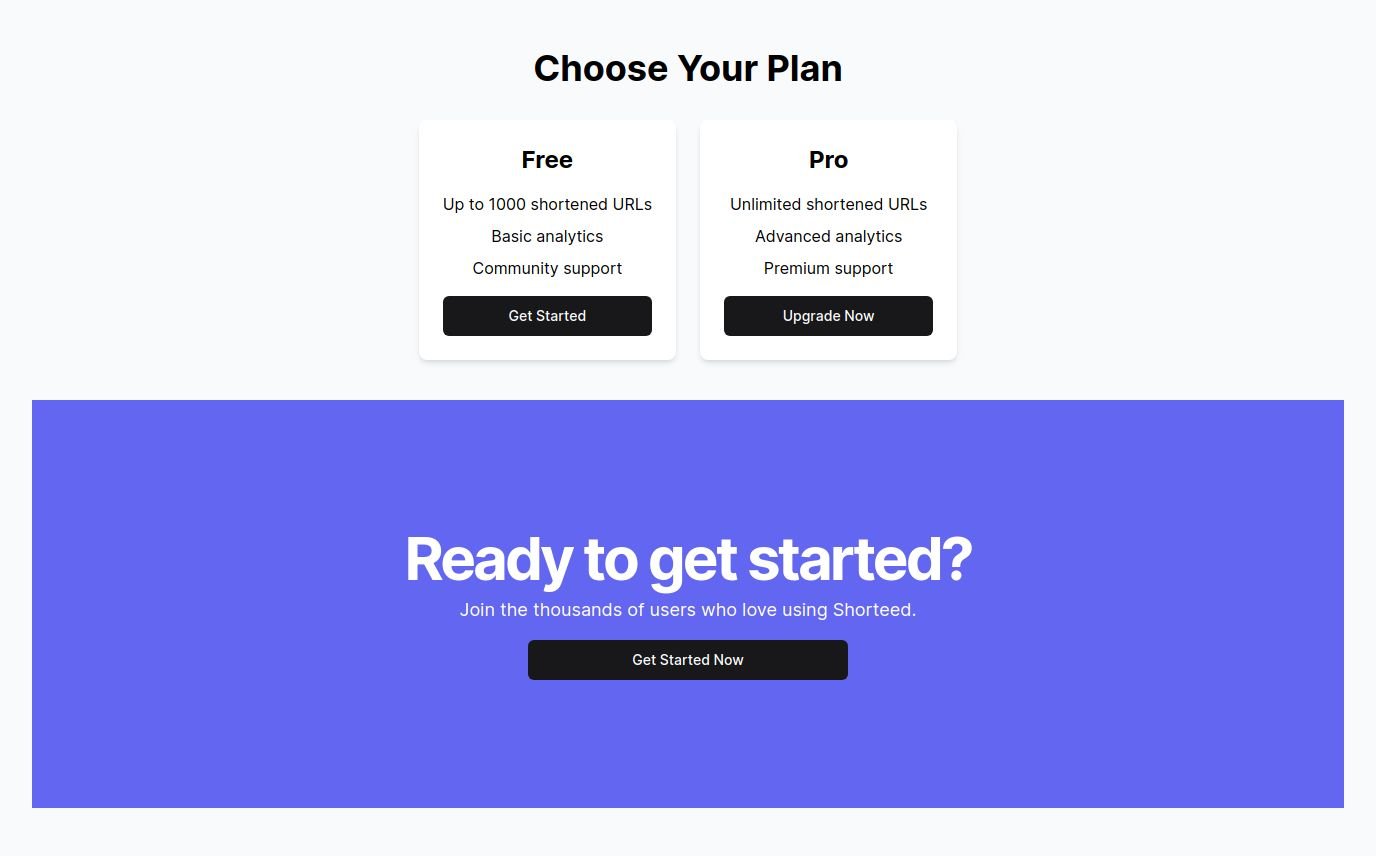 Choose Your Plan
Free
Up to 1000 shortened URLs
Basic analytics
Community support
Get Started
Pro
Unlimited shortened URLs
Advanced analytics
Premium support
Upgrade Now
Ready to get started?
Join the thousands of users who love using Shorteed.
Get Started Now